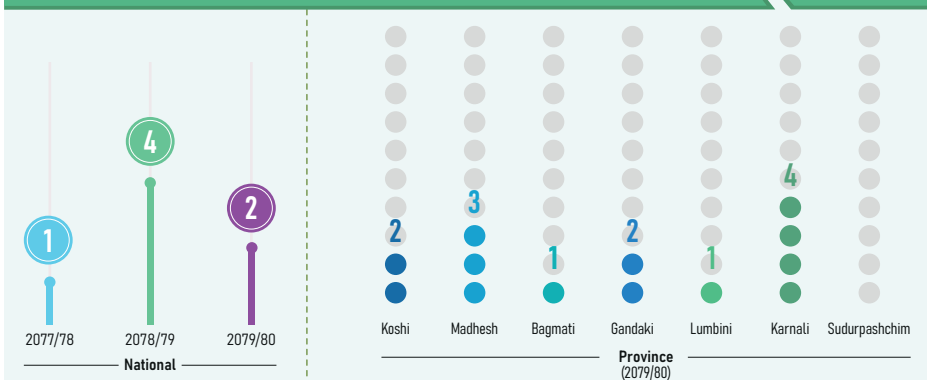 1
4
2
2077/78
2078/79
2079/80
National
2
3
1
2
1
4
Koshi
Madhesh
Bagmati
Gandaki
Lumbini
Karnali
Sudurpashchim
Province
(2079/80)